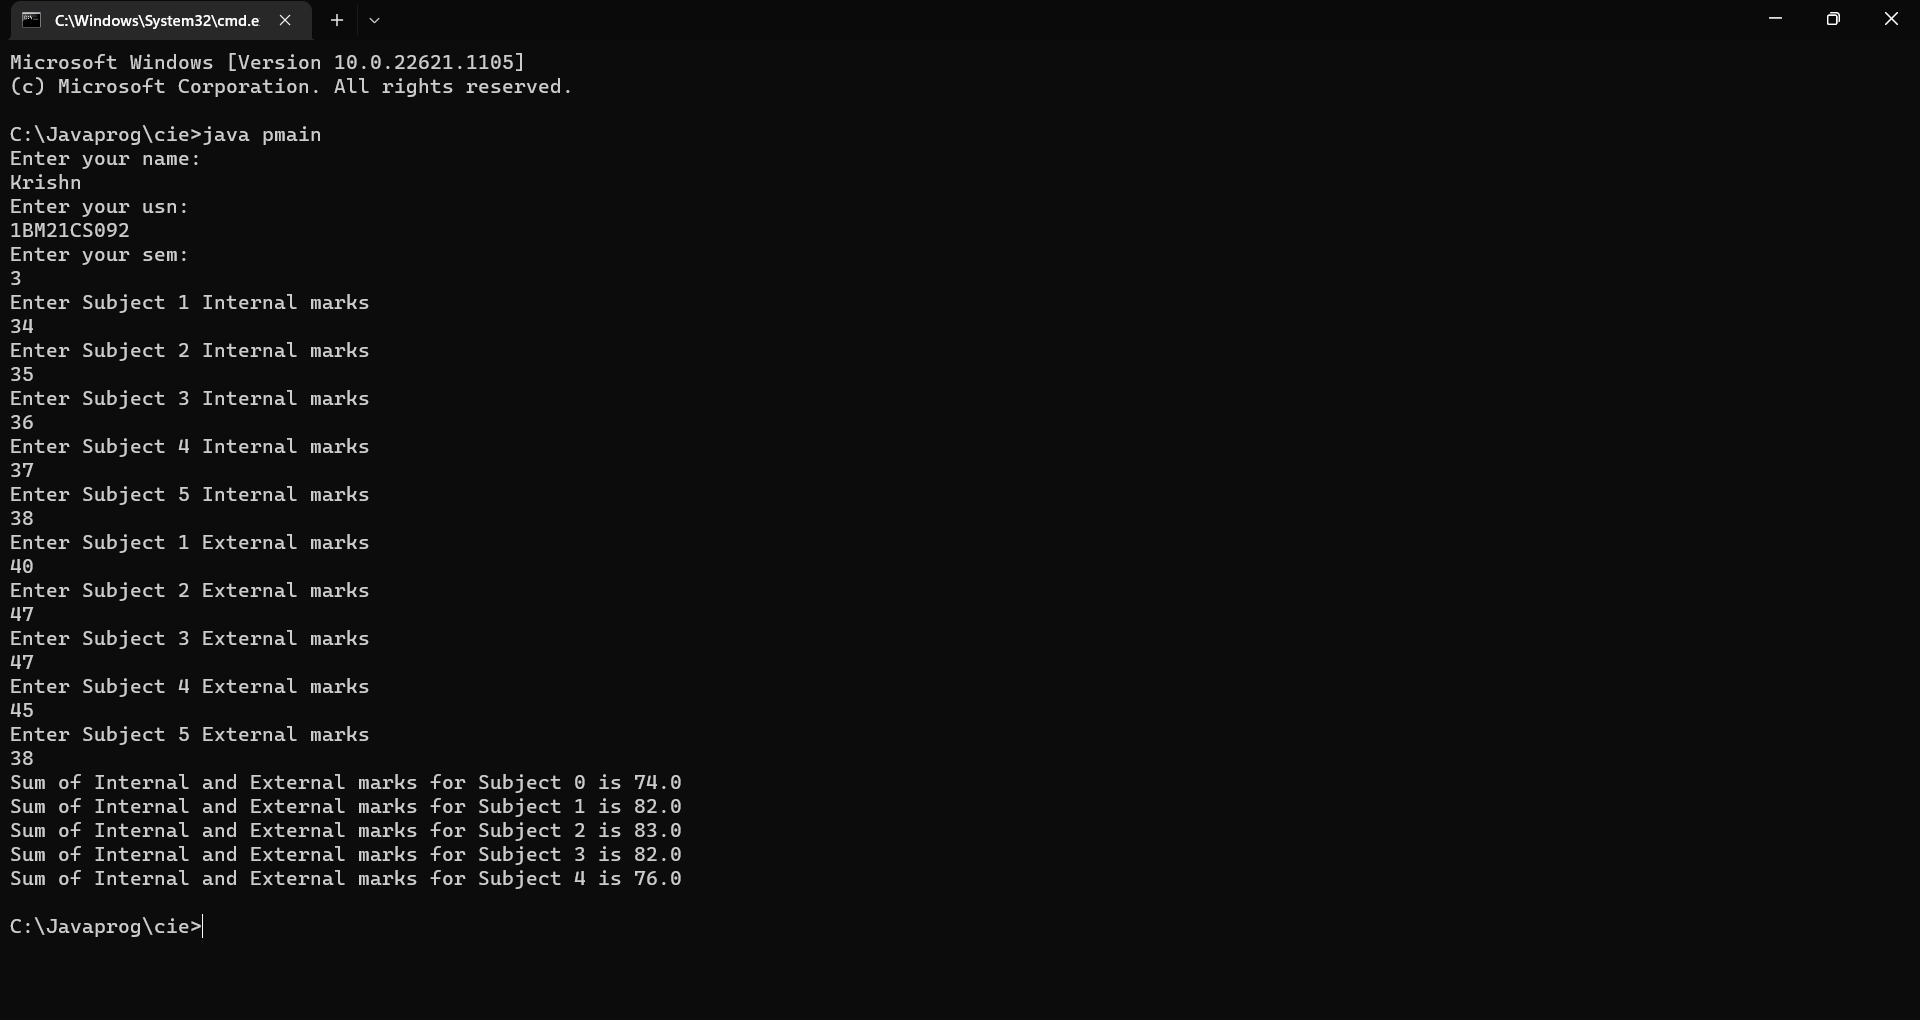 C:\Windows\System32\cmd.e
Microsoft Windows [Version 10.0.22621.1105]
(c) Microsoft Corporation. All rights reserved.
C:\Javaprog\cie>java pmain
Enter your name:
Krishn
Enter your usn:
1BM21CS092
Enter your sem:
3
Enter Subject 1 Internal marks
34
Enter Subject 2 Internal marks
35
Enter Subject 3 Internal marks
36
Enter Subject 4 Internal marks
37
Enter Subject 5 Internal marks
38
Enter Subject 1 External marks
40
Enter Subject 2 External marks
47
Enter Subject 3 External marks
47
Enter Subject 4 External marks
45
Enter Subject 5 External marks
38
Sum of Internal and External marks for Subject 0 is 74.0
Sum of Internal and External marks for Subject 1 is 82.0
Sum of Internal and External marks for Subject 2 is 83.0
Sum of Internal and External marks for Subject 3 is 82.0
Sum of Internal and External marks for Subject 4 is 76.0
C:\Javaprog\cie>